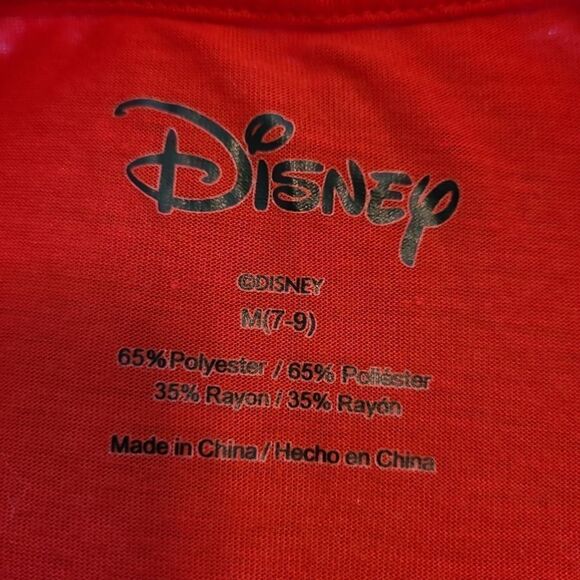 Disney
©DISNEY
M(7-9)
65% Polyester / 65% Poliéster
35% Rayon / 35% Rayón
Made in China / Hecho en China